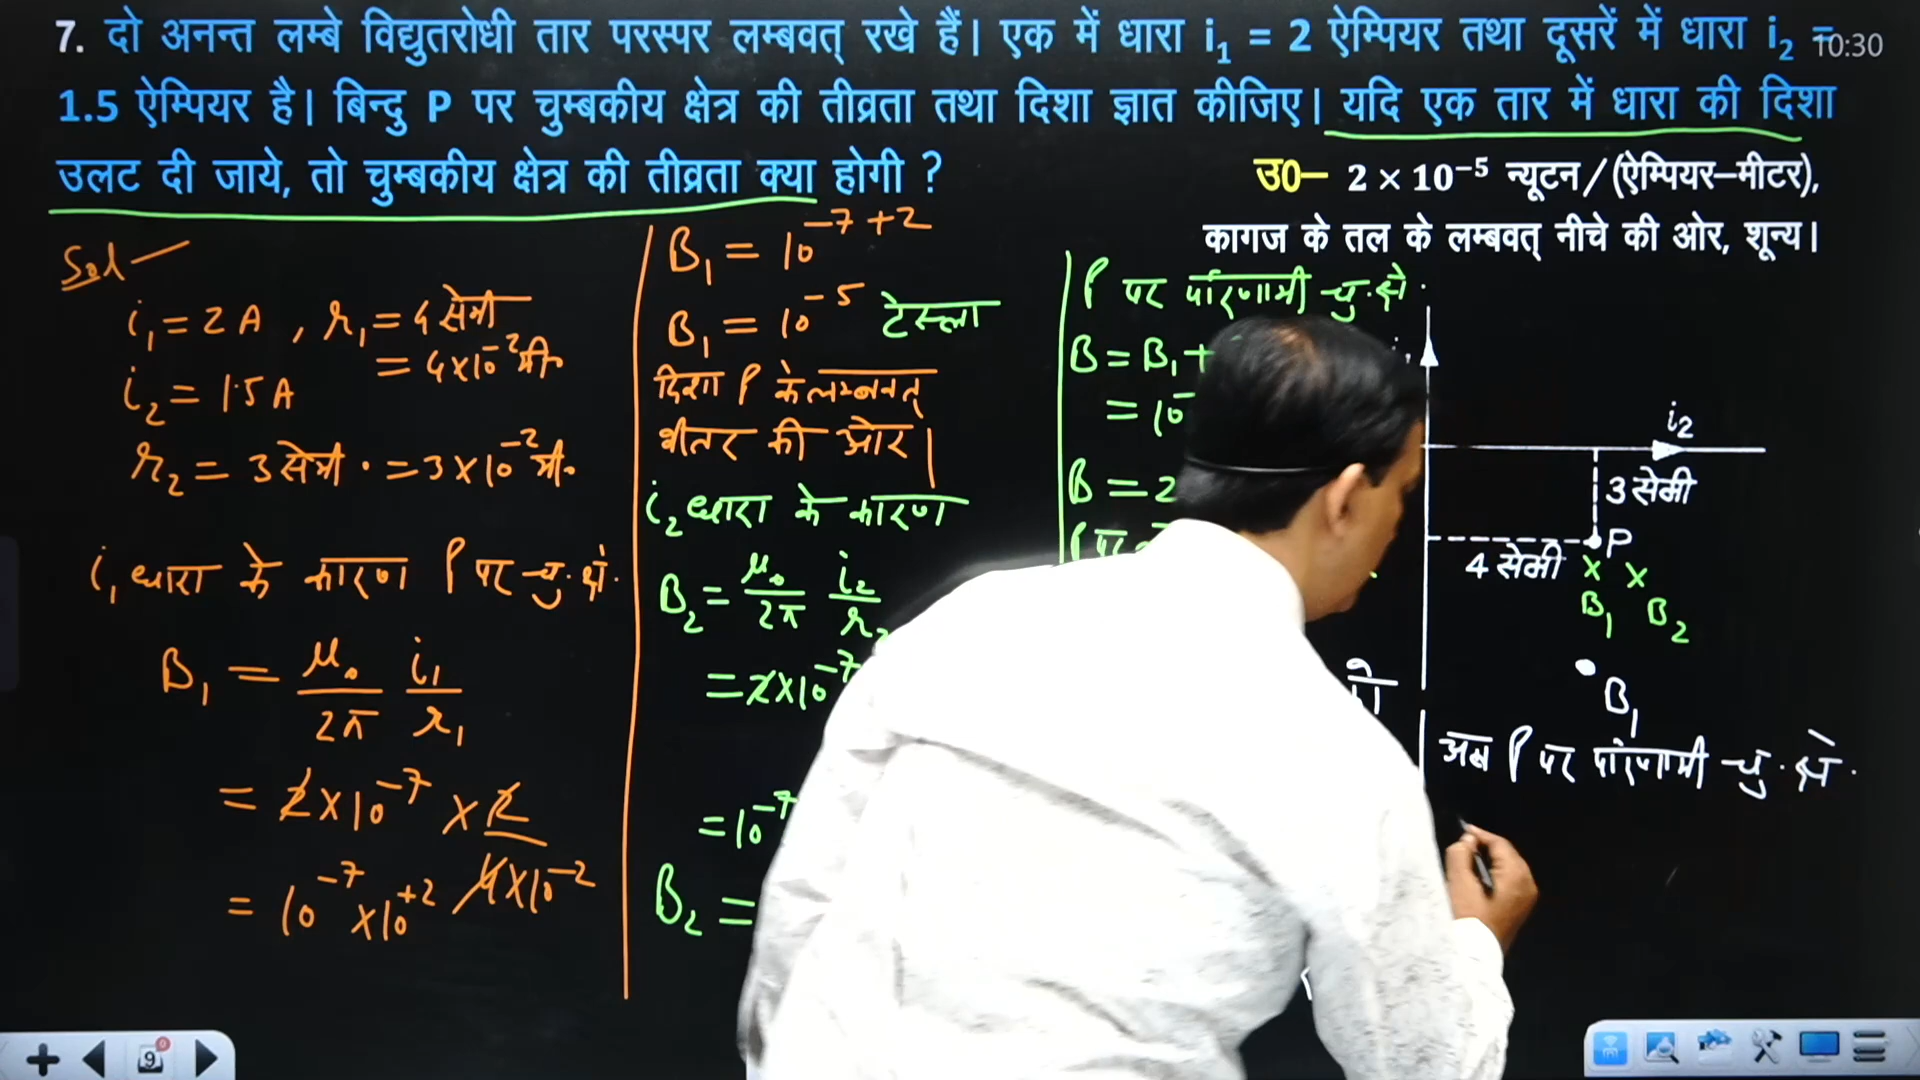 7. दो अनन्त लम्बे विद्युतरोधी तार परस्पर लम्बवत् रखे हैं। एक में धारा i₁ = 2 ऐम्पियर तथा दूसरें में धारा i₂ =
10:30
1.5 ऐम्पियर है। बिन्दु P पर चुम्बकीय क्षेत्र की तीव्रता तथा दिशा ज्ञात कीजिए। यदि एक तार में धारा की दिशा
उलट दी जाये, तो चुम्बकीय क्षेत्र की तीव्रता क्या होगी ?
उ0– 2 × 10⁻⁵ न्यूटन/(ऐम्पियर–मीटर),
कागज के तल के लम्बवत् नीचे की ओर, शून्य।
Sol –
i₁ = 2 A , r₁ = 4 सेमी
= 4×10⁻² मी.
i₂ = 1.5 A
r₂ = 3 सेमी. = 3×10⁻² मी.
i₁ धारा के कारण P पर चु. क्षे.
B₁ = μ₀/2π i₁/r₁
= 2×10⁻⁷ × 2
4×10⁻²
= 10⁻⁷ × 10⁺²
B₁ = 10⁻⁷⁺²
B₁ = 10⁻⁵ टेस्ला
दिशा P के लम्बवत्
भीतर की ओर।
i₂ धारा के कारण
B₂ = μ₀/2π i₂/r₂
= 2×10⁻⁷
= 10⁻⁷
B₂ =
P पर परिणामी चु. क्षे.
B = B₁ +
= 10⁻
B = 2
P पर
i₂
3 सेमी
P
4 सेमी
× ×
B₁ B₂
B₁
अब P पर परिणामी चु. क्षे.
9
0